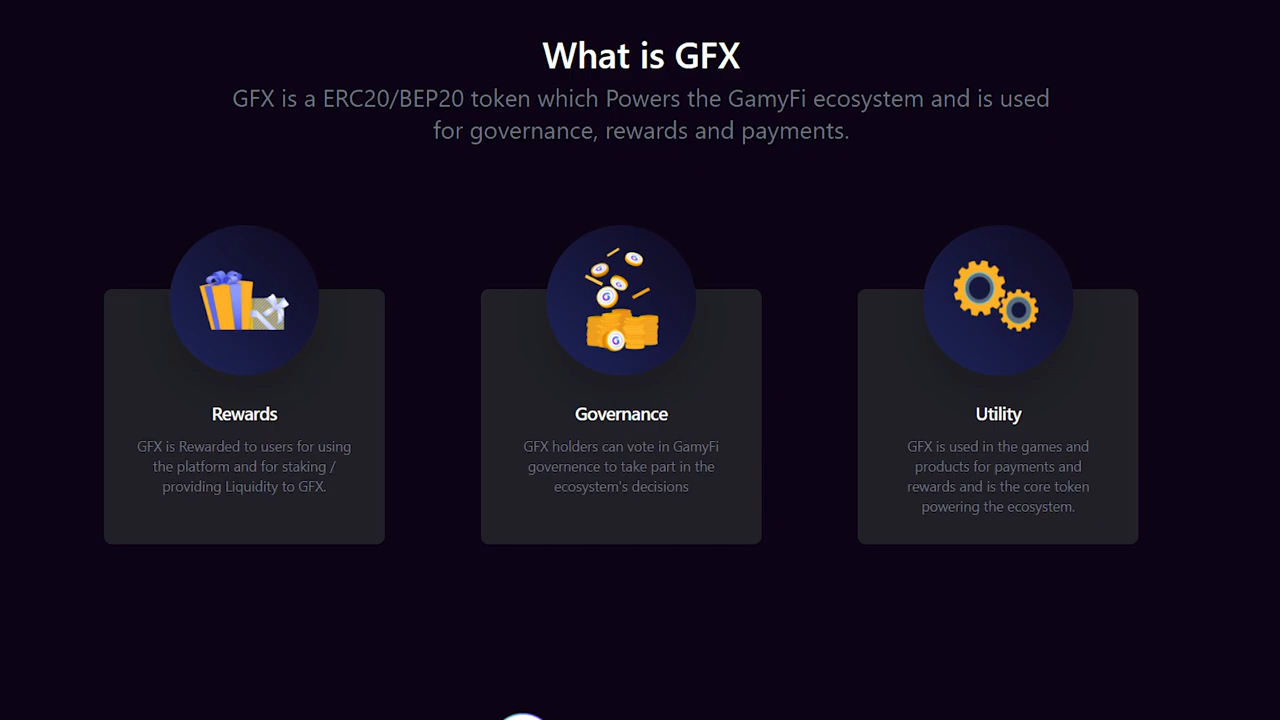 What is GFX
GFX is a ERC20/BEP20 token which Powers the GamyFi ecosystem and is used
for governance, rewards and payments.
Rewards
GFX is Rewarded to users for using
the platform and for staking /
providing Liquidity to GFX.
Governance
GFX holders can vote in GamyFi
governence to take part in the
ecosystem's decisions
Utility
GFX is used in the games and
products for payments and
rewards and is the core token
powering the ecosystem.